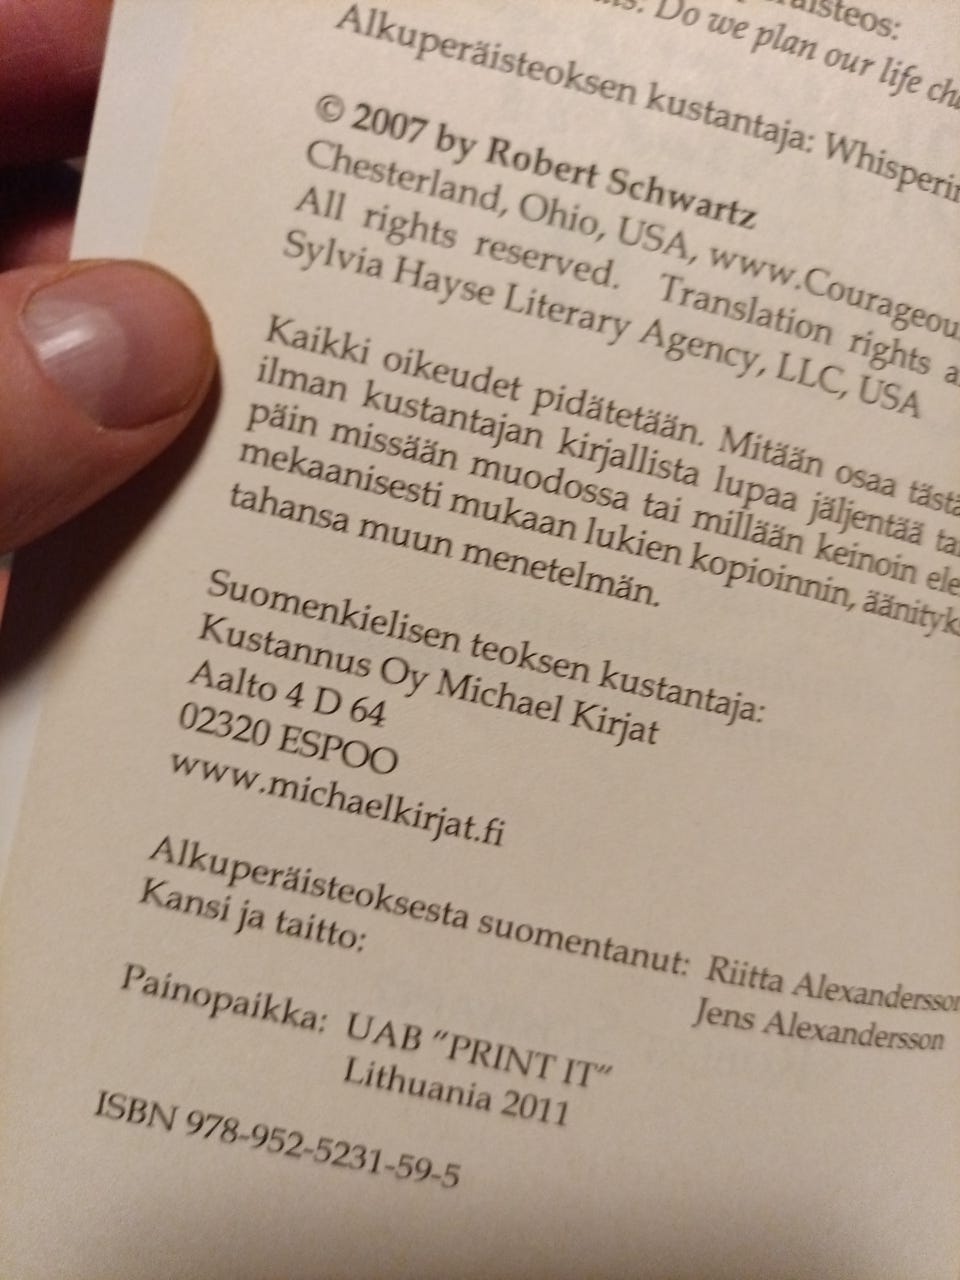 Do we plan our life
Alkuperäisteoksen kustantaja:
© 2007 by Robert Schwartz
Chesterland, Ohio, USA,
All rights reserved. Translation rights
Sylvia Hayse Literary Agency, LLC, USA
Kaikki oikeudet pidätetään. Mitään osaa
ilman kustantajan kirjallista lupaa jäljentää
päin missään muodossa tai millään keinoin
mekaanisesti mukaan lukien kopioinnin,
tahansa muun menetelmän.
Suomenkielisen teoksen kustantaja:
Kustannus Oy Michael Kirjat
Aalto 4 D 64
02320 ESPOO
www.michaelkirjat.fi
Alkuperäisteoksesta suomentanut: Riitta Alexandersson
Kansi ja taitto: Jens Alexandersson
Painopaikka: UAB "PRINT IT"
Lithuania 2011
ISBN 978-952-5231-59-5